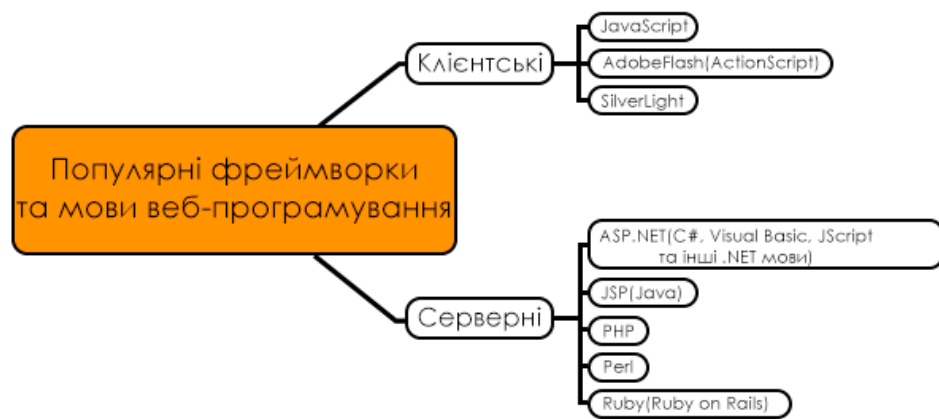 JavaScript
Клієнтські
AdobeFlash(ActionScript)
SilverLight
Популярні фреймворки
та мови веб-програмування
ASP.NET(C#, Visual Basic, JScript
та інші .NET мови)
JSP(Java)
Серверні
PHP
Perl
Ruby(Ruby on Rails)